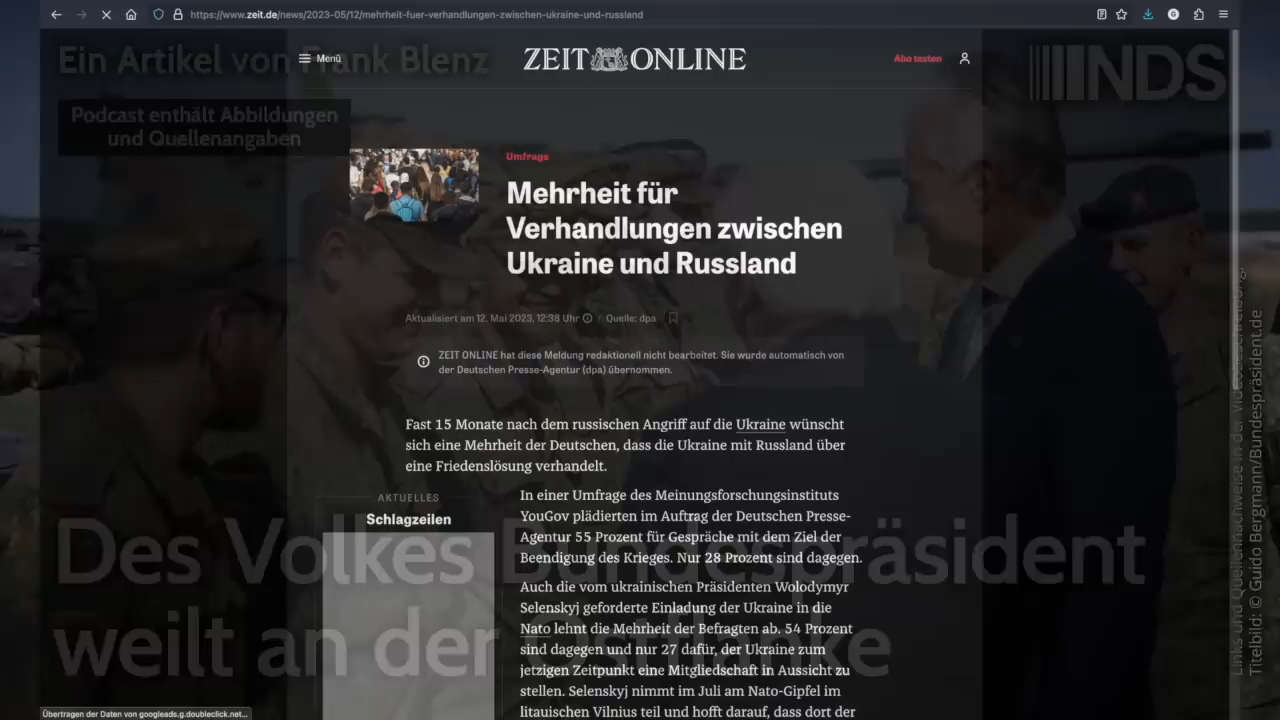 https://www.zeit.de/news/2023-05/12/mehrheit-fuer-verhandlungen-zwischen-ukraine-und-russland
Ein Artikel von Frank Blenz
Menü
ZEIT ONLINE
Abo testen
NDS
Podcast enthält Abbildungen
und Quellenangaben
Umfrage
Mehrheit für
Verhandlungen zwischen
Ukraine und Russland
Aktualisiert am 12. Mai 2023, 12:38 Uhr / Quelle: dpa
ZEIT ONLINE hat diese Meldung redaktionell nicht bearbeitet. Sie wurde automatisch von
der Deutschen Presse-Agentur (dpa) übernommen.
Fast 15 Monate nach dem russischen Angriff auf die Ukraine wünscht
sich eine Mehrheit der Deutschen, dass die Ukraine mit Russland über
eine Friedenslösung verhandelt.
AKTUELLES
Schlagzeilen
In einer Umfrage des Meinungsforschungsinstituts
YouGov plädierten im Auftrag der Deutschen Presse-
Agentur 55 Prozent für Gespräche mit dem Ziel der
Beendigung des Krieges. Nur 28 Prozent sind dagegen.
Auch die vom ukrainischen Präsidenten Wolodymyr
Selenskyj geforderte Einladung der Ukraine in die
Nato lehnt die Mehrheit der Befragten ab. 54 Prozent
sind dagegen und nur 27 dafür, der Ukraine zum
jetzigen Zeitpunkt eine Mitgliedschaft in Aussicht zu
stellen. Selenskyj nimmt im Juli am Nato-Gipfel im
litauischen Vilnius teil und hofft darauf, dass dort der
Des Volkes Bundespräsident
weilt an der Ostflanke
Links und Quellennachweise in da. Videobeschreibung,
Titelbild: © Guido Bergmann/Bundespräsident.de
Übertragen der Daten von googleads.g.doubleclick.net...